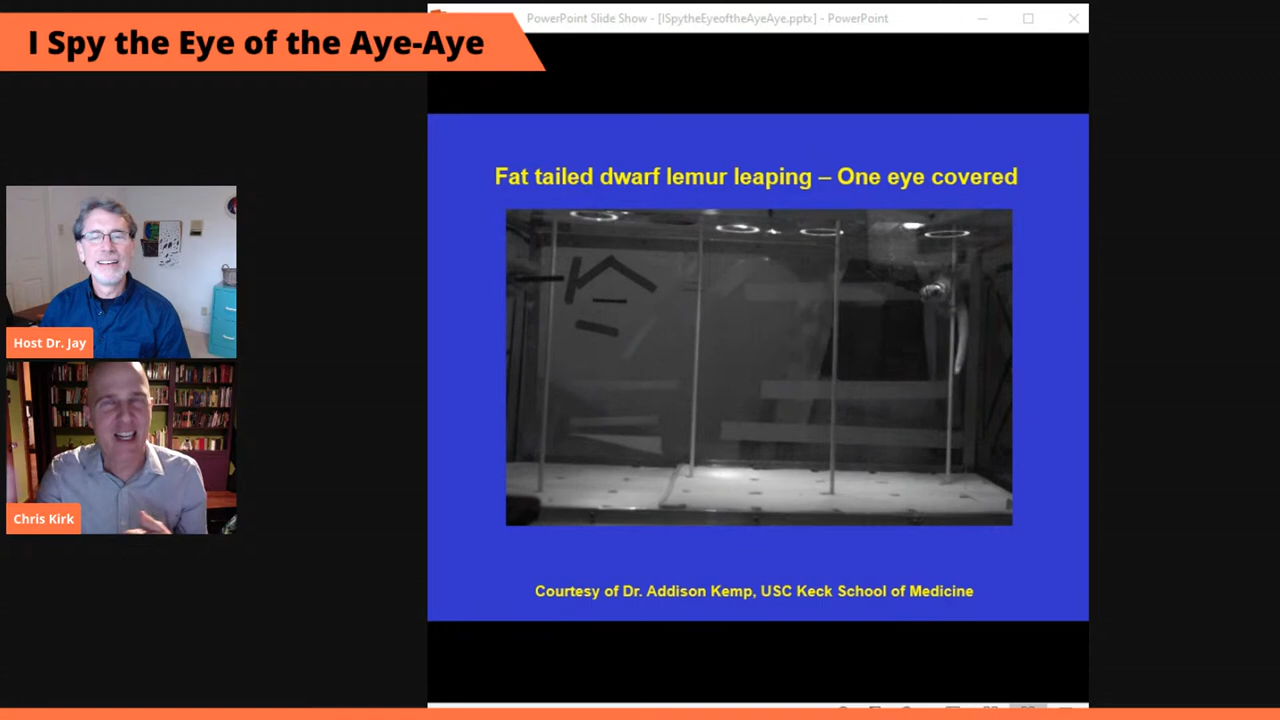 PowerPoint Slide Show - [ISpytheEyeoftheAyeAye.pptx] - PowerPoint
I Spy the Eye of the Aye-Aye
Fat tailed dwarf lemur leaping – One eye covered
Host Dr. Jay
Chris Kirk
Courtesy of Dr. Addison Kemp, USC Keck School of Medicine